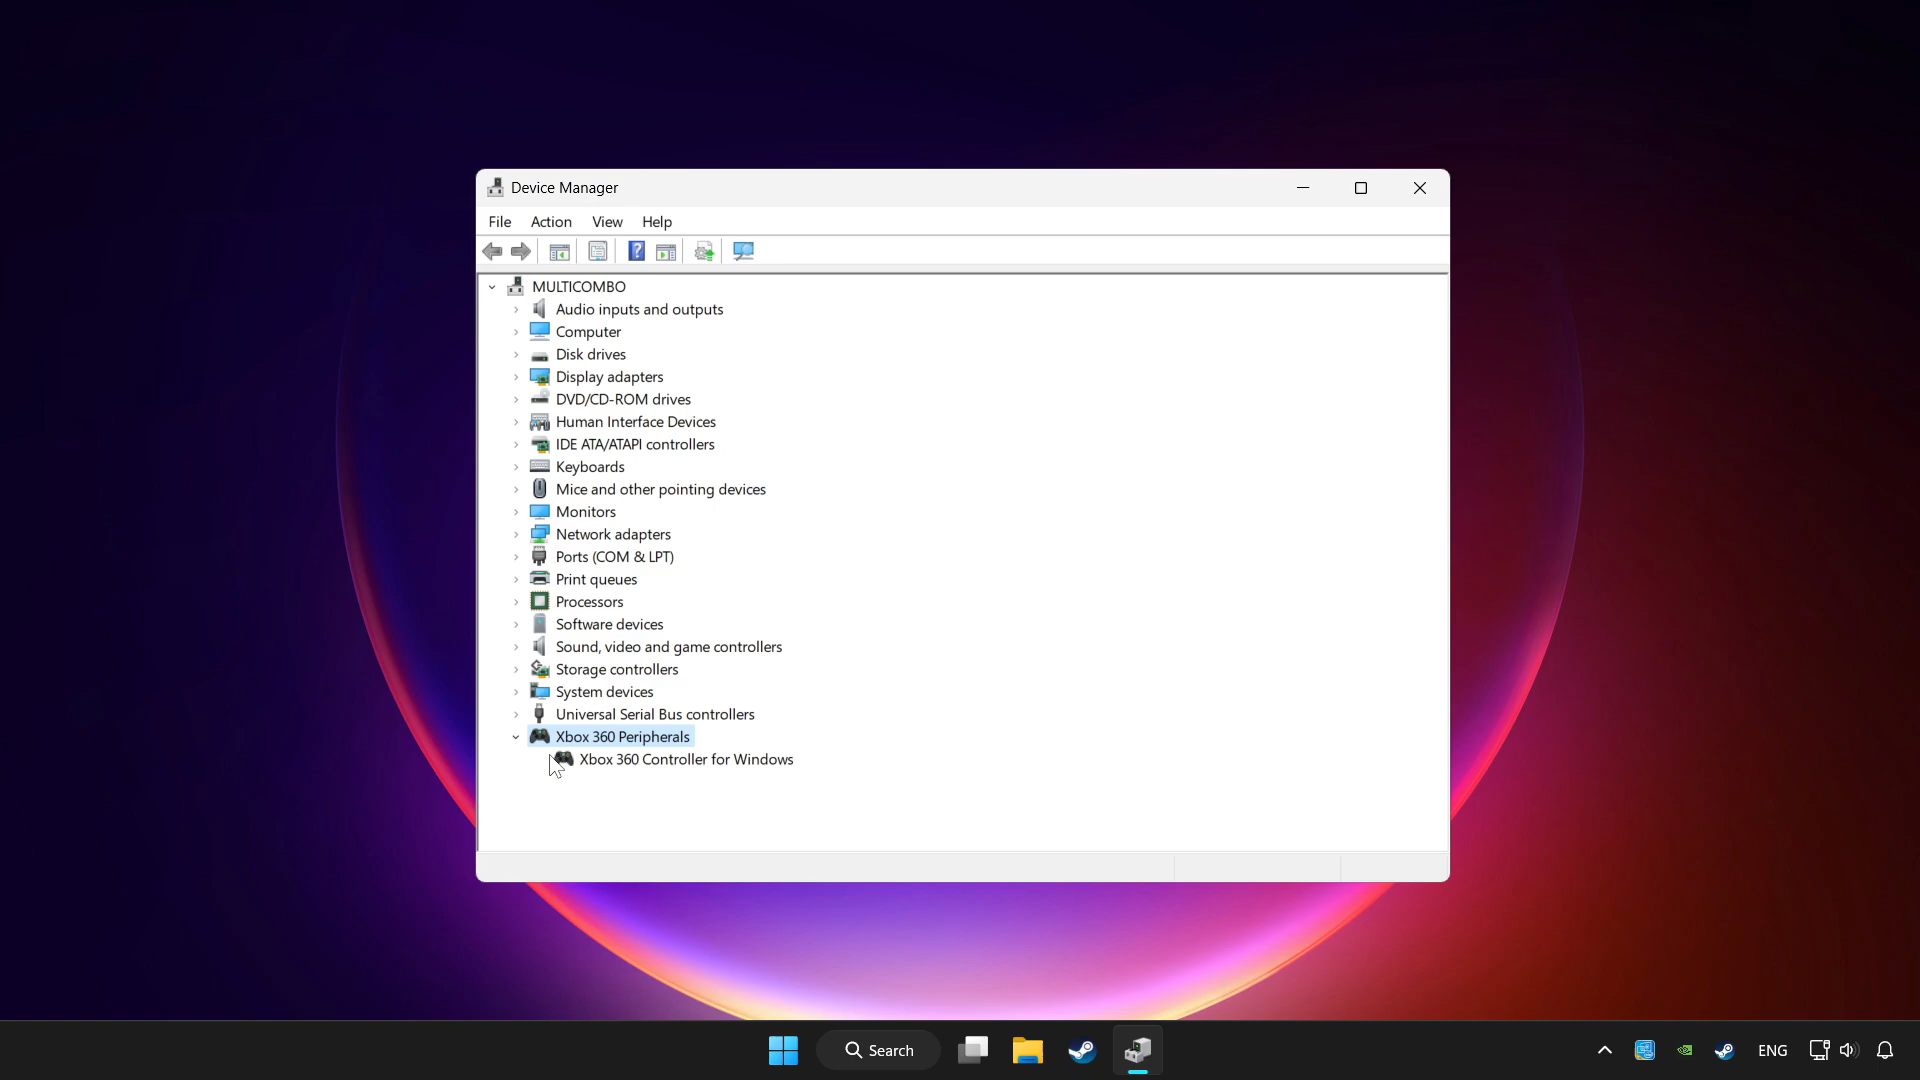 Device Manager
File Action View Help
MULTICOMBO
Audio inputs and outputs
Computer
Disk drives
Display adapters
DVD/CD-ROM drives
Human Interface Devices
IDE ATA/ATAPI controllers
Keyboards
Mice and other pointing devices
Monitors
Network adapters
Ports (COM & LPT)
Print queues
Processors
Software devices
Sound, video and game controllers
Storage controllers
System devices
Universal Serial Bus controllers
Xbox 360 Peripherals
Xbox 360 Controller for Windows
Search
ENG